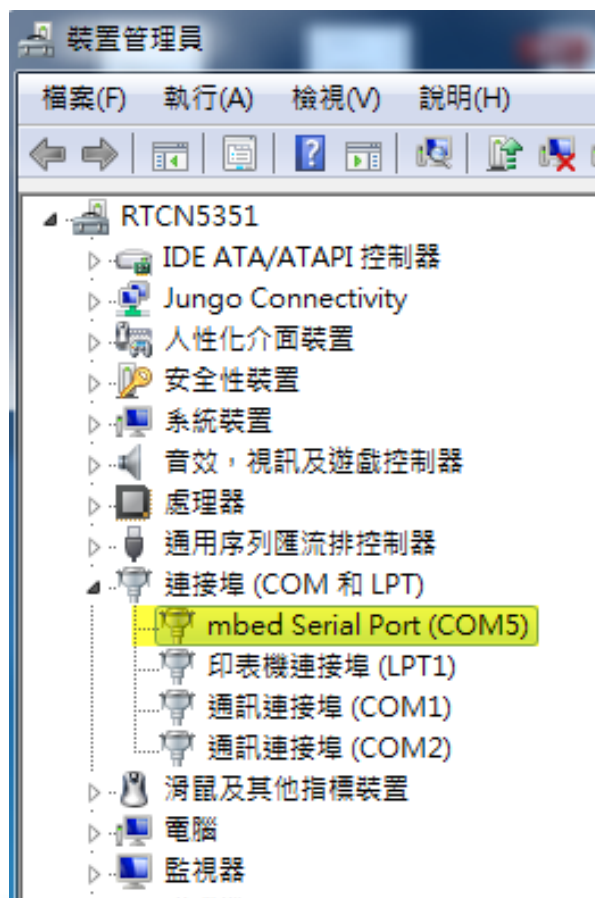 裝置管理員
檔案(F) 執行(A) 檢視(V) 說明(H)
RTCN5351
IDE ATA/ATAPI 控制器
Jungo Connectivity
人性化介面裝置
安全性裝置
系統裝置
音效，視訊及遊戲控制器
處理器
通用序列匯流排控制器
連接埠 (COM 和 LPT)
mbed Serial Port (COM5)
印表機連接埠 (LPT1)
通訊連接埠 (COM1)
通訊連接埠 (COM2)
滑鼠及其他指標裝置
電腦
監視器